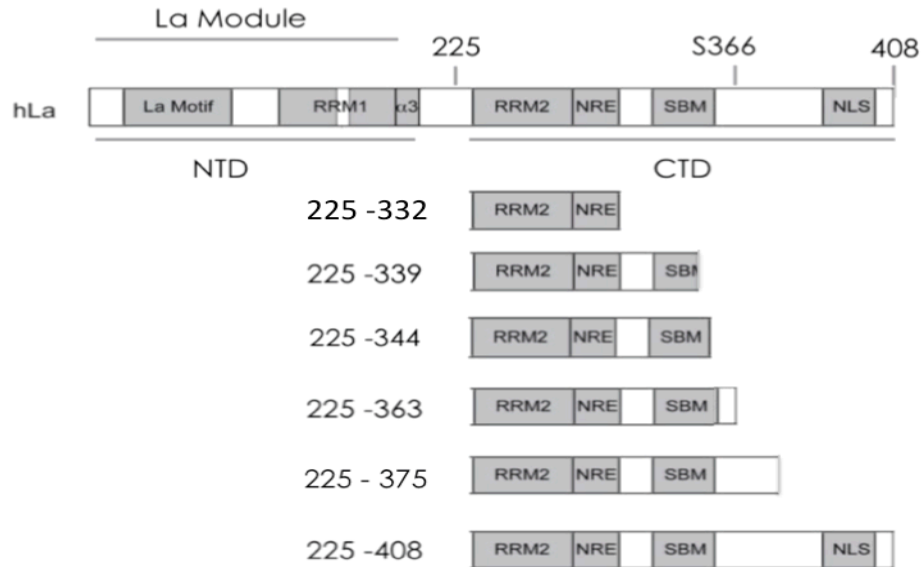 La Module
225 S366 408
hLa La Motif RRM1 α3 RRM2 NRE SBM NLS
NTD CTD
225 -332 RRM2 NRE
225 -339 RRM2 NRE SBM
225 -344 RRM2 NRE SBM
225 -363 RRM2 NRE SBM
225 - 375 RRM2 NRE SBM
225 -408 RRM2 NRE SBM NLS